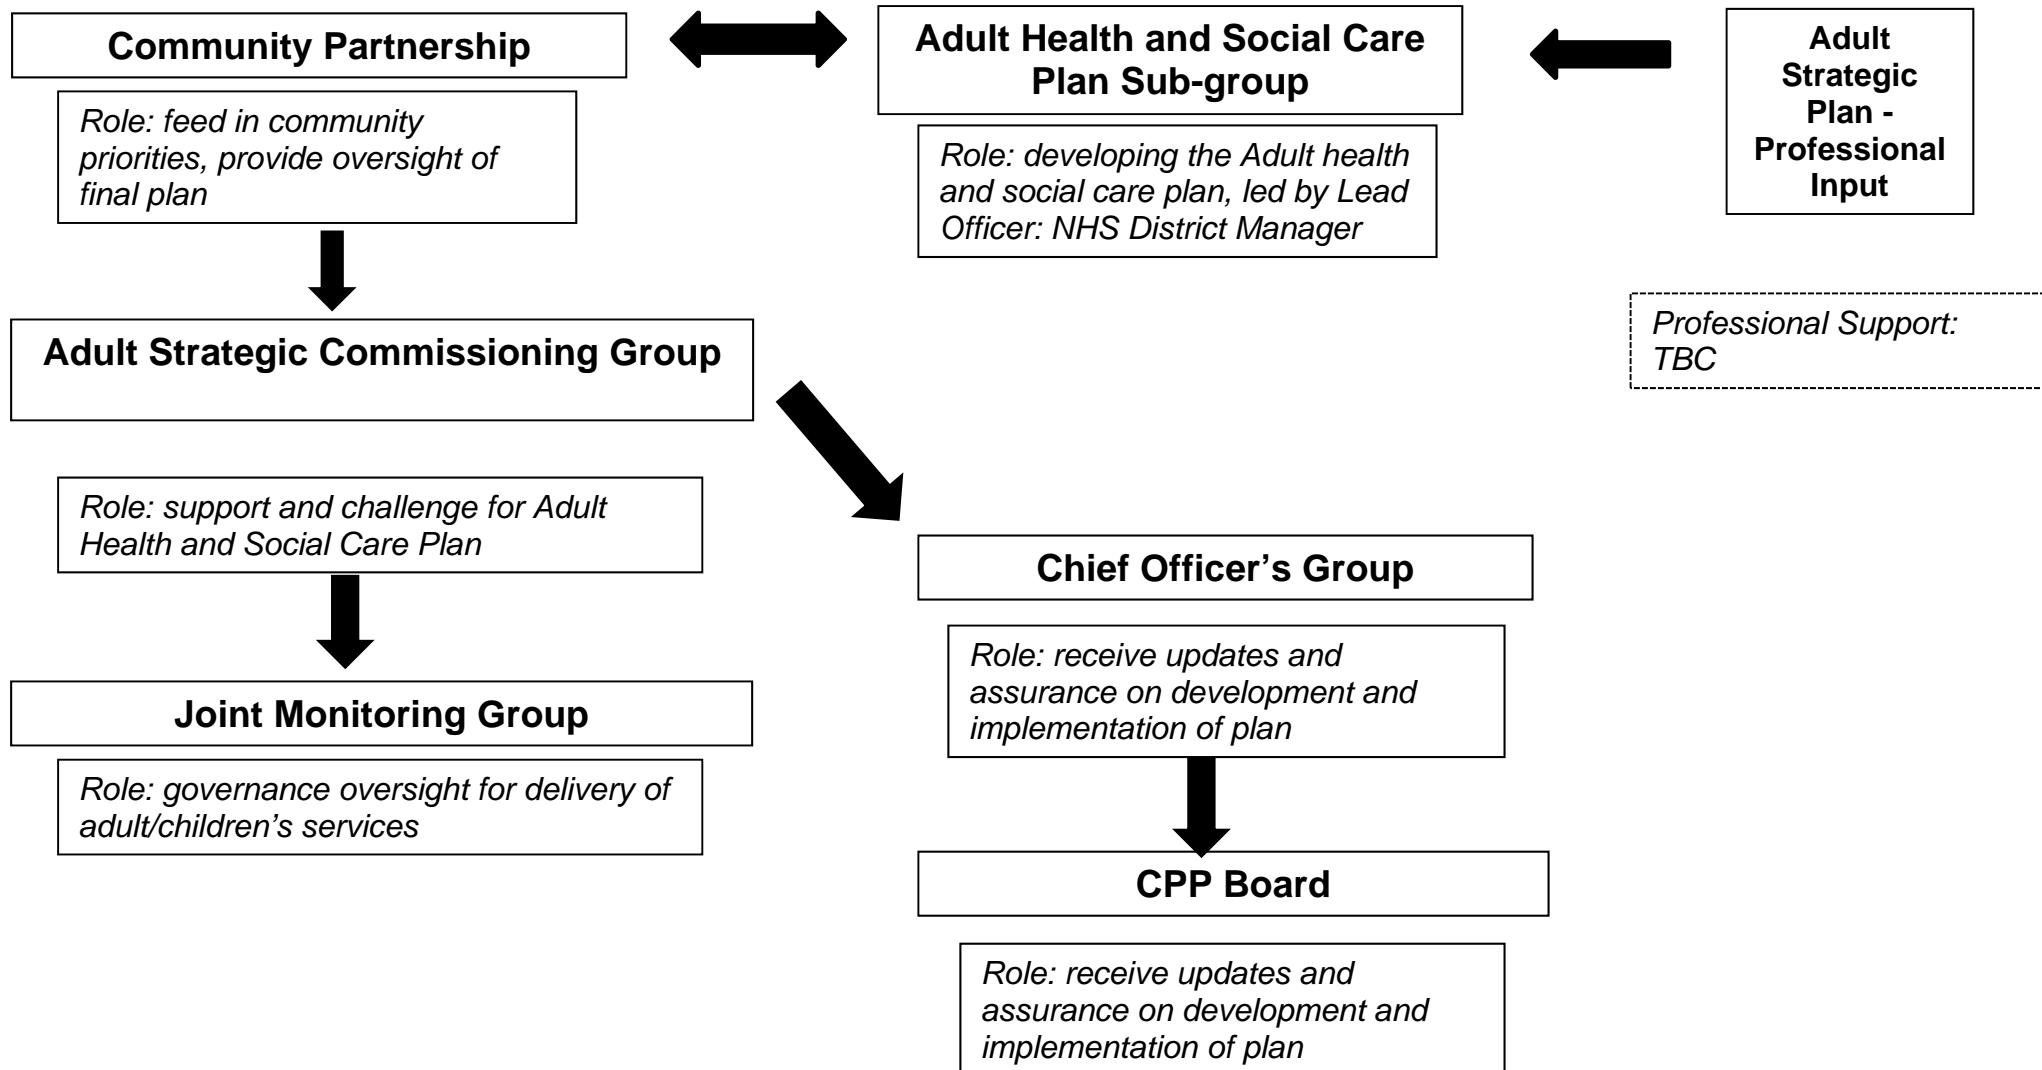 Community Partnership
Role: feed in community
priorities, provide oversight of
final plan
Adult Health and Social Care
Plan Sub-group
Role: developing the Adult health
and social care plan, led by Lead
Officer: NHS District Manager
Adult
Strategic
Plan -
Professional
Input
Professional Support:
TBC
Adult Strategic Commissioning Group
Role: support and challenge for Adult
Health and Social Care Plan
Joint Monitoring Group
Role: governance oversight for delivery of
adult/children’s services
Chief Officer’s Group
Role: receive updates and
assurance on development and
implementation of plan
CPP Board
Role: receive updates and
assurance on development and
implementation of plan